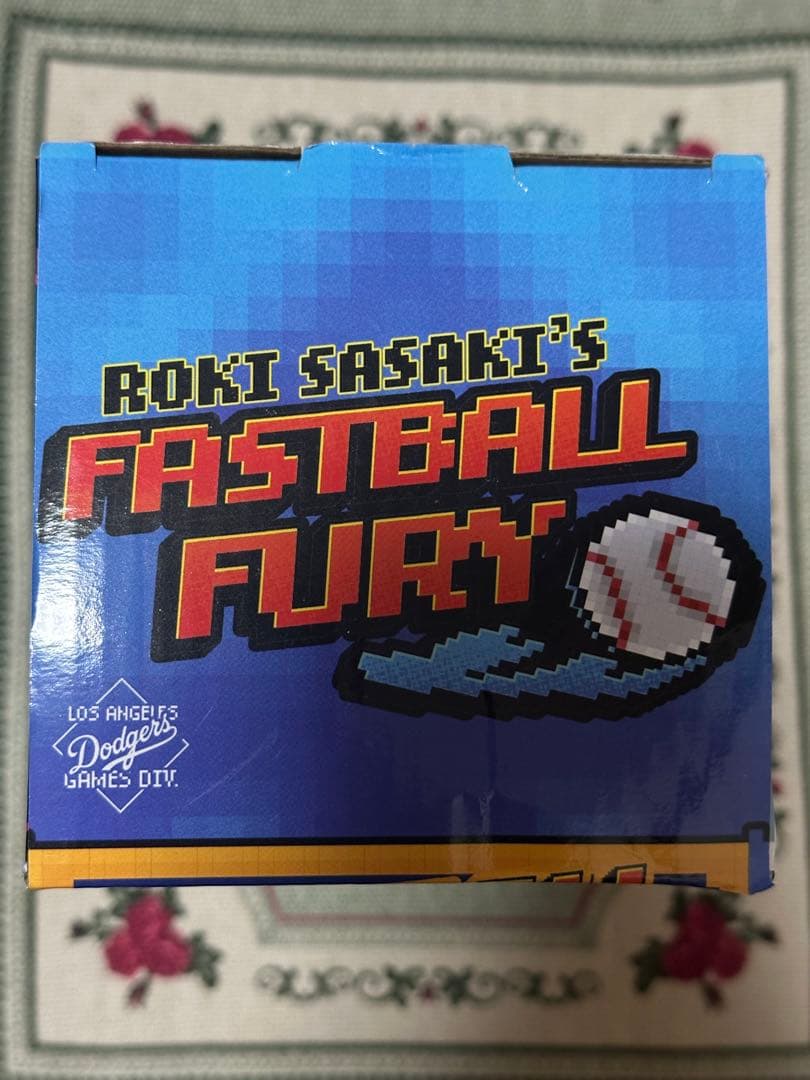 ROKI SASAKI'S
FASTBALL
FURY
LOS ANGELES
Dodgers
GAMES DIV.